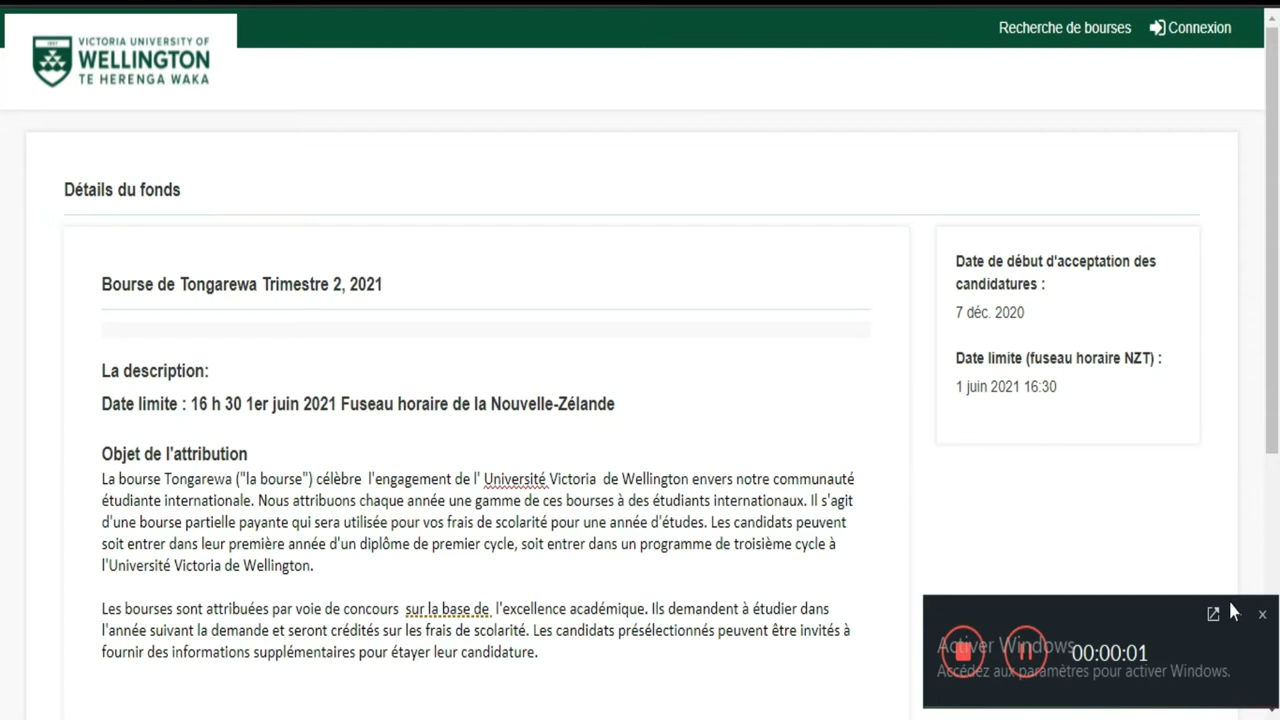 Recherche de bourses
Connexion
VICTORIA UNIVERSITY OF
WELLINGTON
TE HERENGA WAKA
Détails du fonds
Bourse de Tongarewa Trimestre 2, 2021
La description:
Date limite : 16 h 30 1er juin 2021 Fuseau horaire de la Nouvelle-Zélande
Objet de l'attribution
La bourse Tongarewa ("la bourse") célèbre l'engagement de l' Université Victoria de Wellington envers notre communauté
étudiante internationale. Nous attribuons chaque année une gamme de ces bourses à des étudiants internationaux. Il s'agit
d'une bourse partielle payante qui sera utilisée pour vos frais de scolarité pour une année d'études. Les candidats peuvent
soit entrer dans leur première année d'un diplôme de premier cycle, soit entrer dans un programme de troisième cycle à
l'Université Victoria de Wellington.
Les bourses sont attribuées par voie de concours sur la base de l'excellence académique. Ils demandent à étudier dans
l'année suivant la demande et seront crédités sur les frais de scolarité. Les candidats présélectionnés peuvent être invités à
fournir des informations supplémentaires pour étayer leur candidature.
Date de début d'acceptation des
candidatures :
7 déc. 2020
Date limite (fuseau horaire NZT) :
1 juin 2021 16:30
Activer Windows
00:00:01
Accédez aux paramètres pour activer Windows.